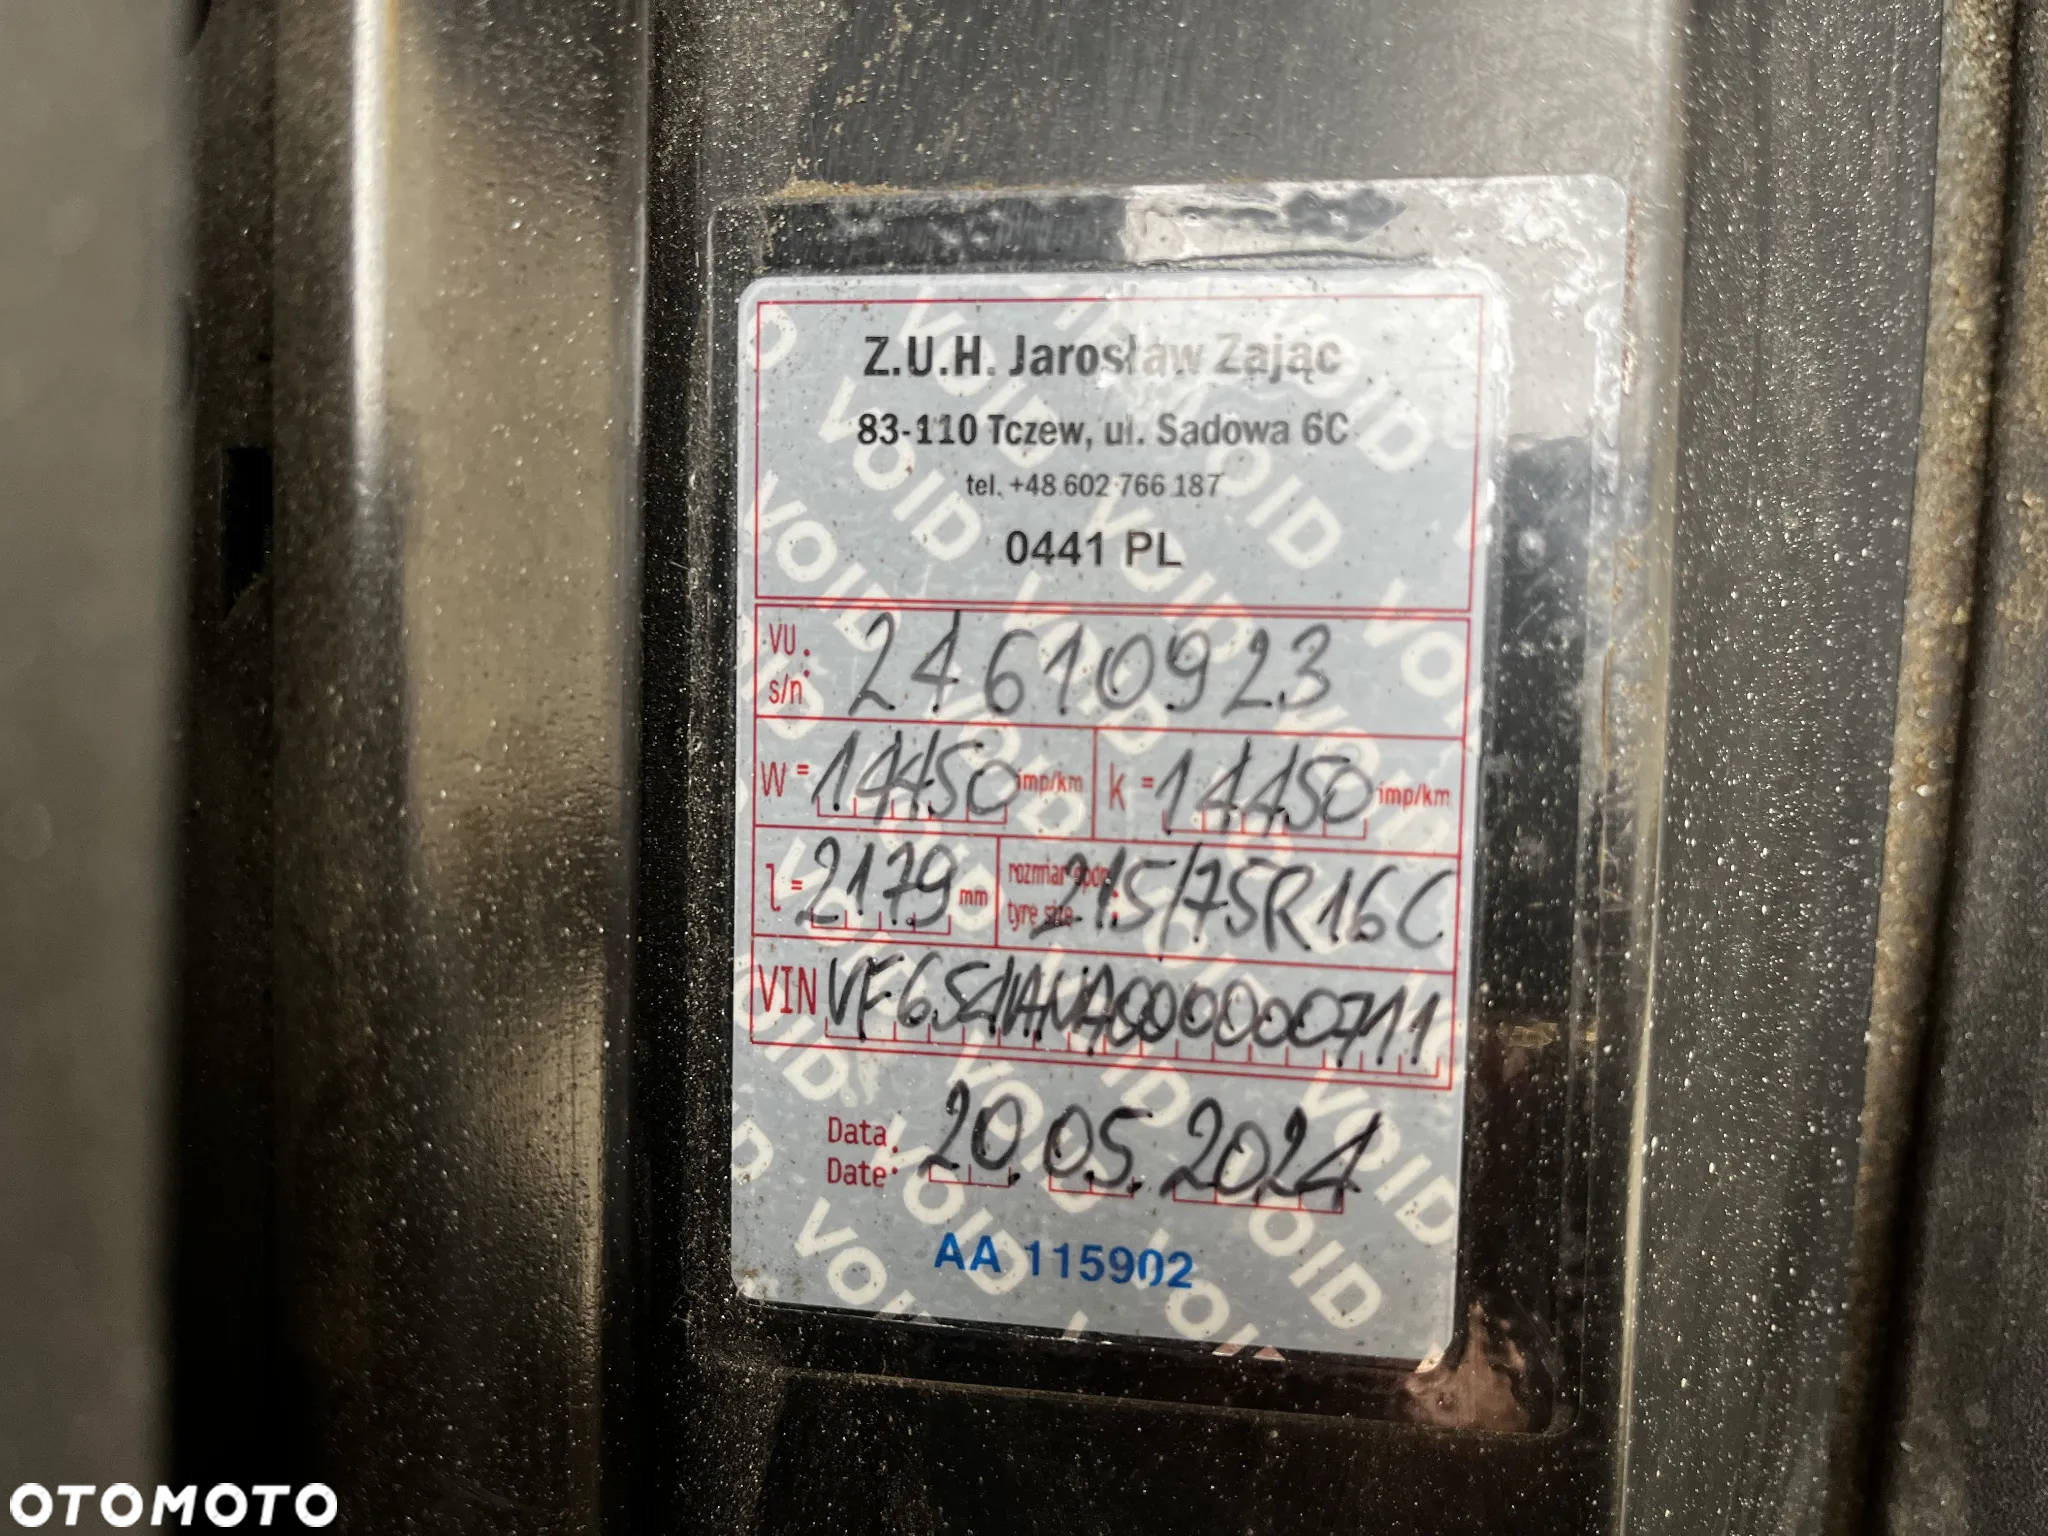 Z.U.H. Jarosław Zając
83-110 Tczew, ul. Sadowa 6C
tel. +48 602 766 187
0441 PL
VU. s/n: 24610923
W = 14450 imp/km k = 14450 imp/km
l = 2179 mm rozmiar opon tyre size: 215/75R16C
VIN
Data Date: 20.05.2024
AA 115902
OTOMOTO